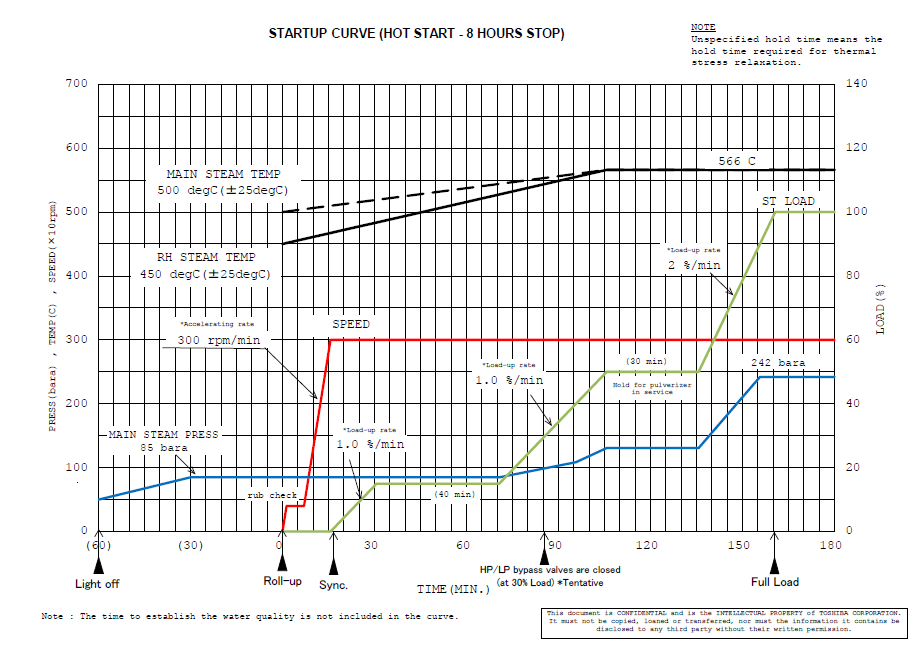 STARTUP CURVE (HOT START - 8 HOURS STOP)
NOTE
Unspecified hold time means the
hold time required for thermal
stress relaxation.
700
600
500
400
300
200
100
0
PRESS(bara) , TEMP(C) , SPEED(×10rpm)
140
120
100
80
60
40
20
0
LOAD(%)
566 C
MAIN STEAM TEMP
500 degC(±25degC)
ST LOAD
RH STEAM TEMP
450 degC(±25degC)
*Load-up rate
2 %/min
*Accelerating rate
300 rpm/min
SPEED
*Load-up rate
1.0 %/min
(30 min)
Hold for pulverizer
in service
242 bara
MAIN STEAM PRESS
85 bara
*Load-up rate
1.0 %/min
rub check
(40 min)
(60)
(30)
0
30
60
90
120
150
180
Light off
Roll-up
Sync.
TIME(MIN.)
HP/LP bypass valves are closed
(at 30% Load) *Tentative
Full Load
Note : The time to establish the water quality is not included in the curve.
This document is CONFIDENTIAL and is the INTELLECTUAL PROPERTY of TOSHIBA CORPORATION.
It must not be copied, loaned or transferred, nor must the information it contains be
disclosed to any third party without their written permission.